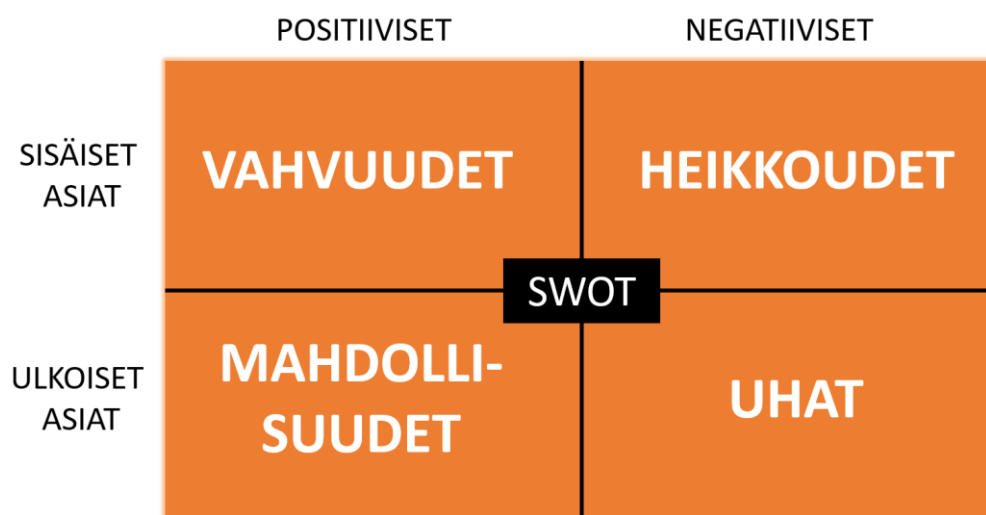 POSITIIVISET
NEGATIIVISET
SISÄISET
ASIAT
VAHVUUDET
HEIKKOUDET
SWOT
ULKOISET
ASIAT
MAHDOLLI-
SUUDET
UHAT